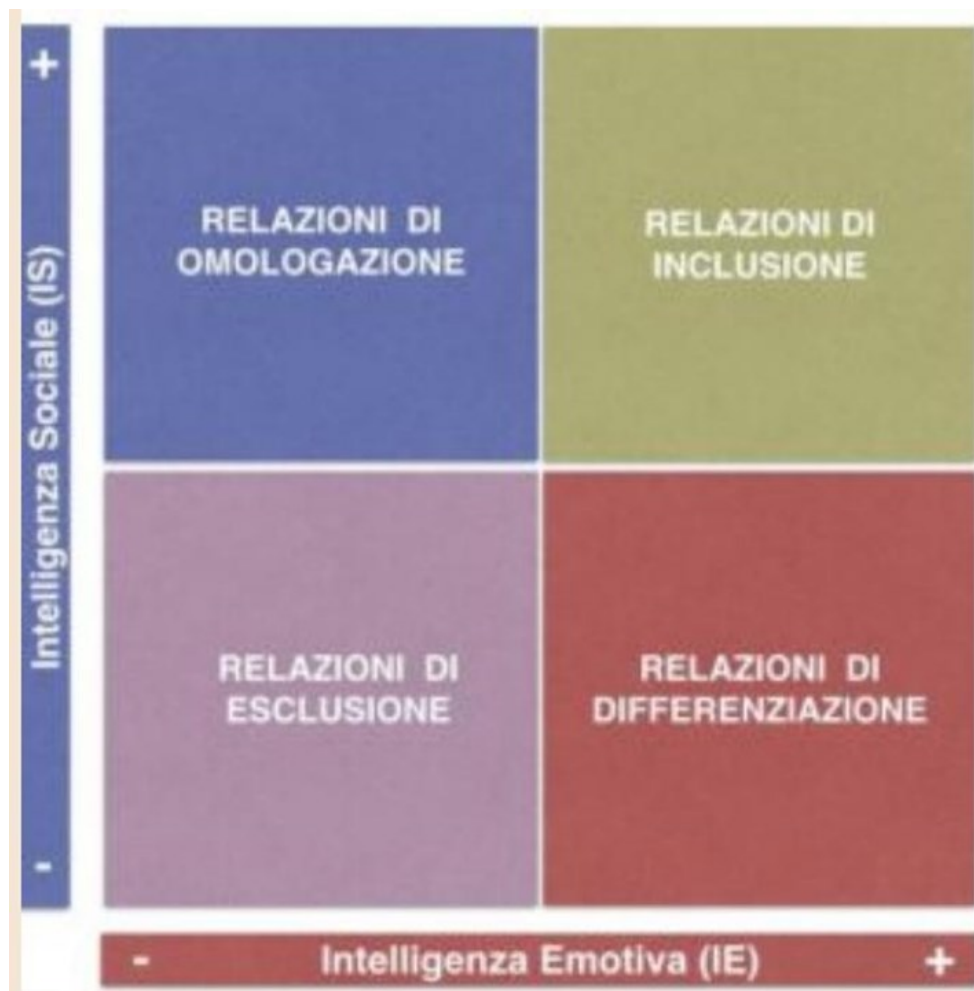 +
Intelligenza Sociale (IS)
-
RELAZIONI DI
OMOLOGAZIONE
RELAZIONI DI
INCLUSIONE
RELAZIONI DI
ESCLUSIONE
RELAZIONI DI
DIFFERENZIAZIONE
- Intelligenza Emotiva (IE) +